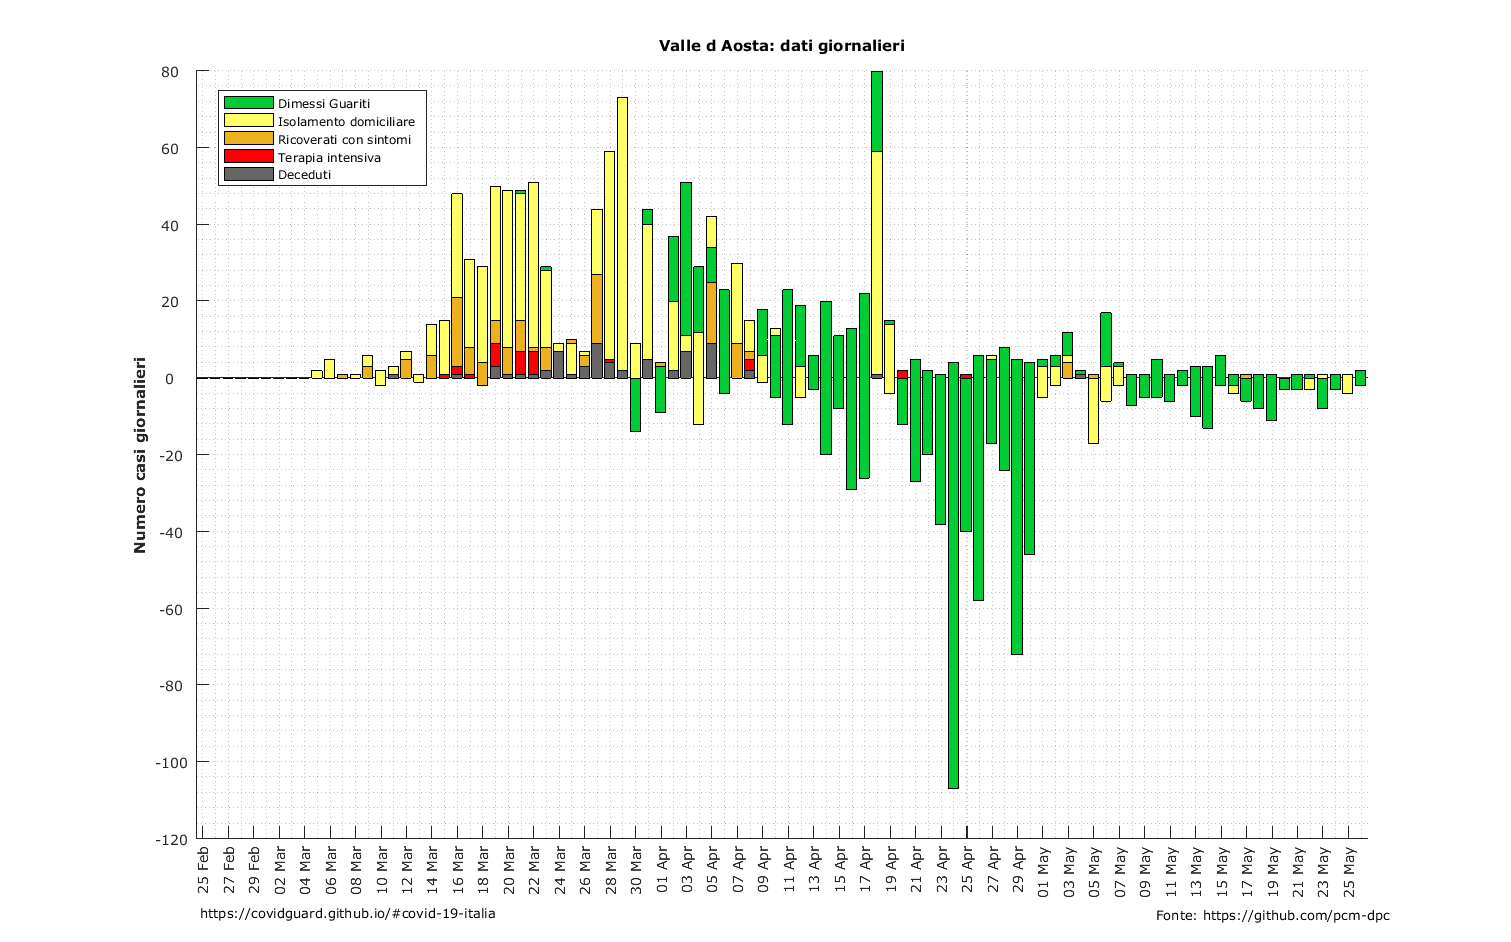 Valle d Aosta: dati giornalieri
80
60
40
20
0
-20
-40
-60
-80
-100
-120
Numero casi giornalieri
Dimessi Guariti
Isolamento domiciliare
Ricoverati con sintomi
Terapia intensiva
Deceduti
25 Feb
27 Feb
29 Feb
02 Mar
04 Mar
06 Mar
08 Mar
10 Mar
12 Mar
14 Mar
16 Mar
18 Mar
20 Mar
22 Mar
24 Mar
26 Mar
28 Mar
30 Mar
01 Apr
03 Apr
05 Apr
07 Apr
09 Apr
11 Apr
13 Apr
15 Apr
17 Apr
19 Apr
21 Apr
23 Apr
25 Apr
27 Apr
29 Apr
01 May
03 May
05 May
07 May
09 May
11 May
13 May
15 May
17 May
19 May
21 May
23 May
25 May
https://covidguard.github.io/#covid-19-italia
Fonte: https://github.com/pcm-dpc